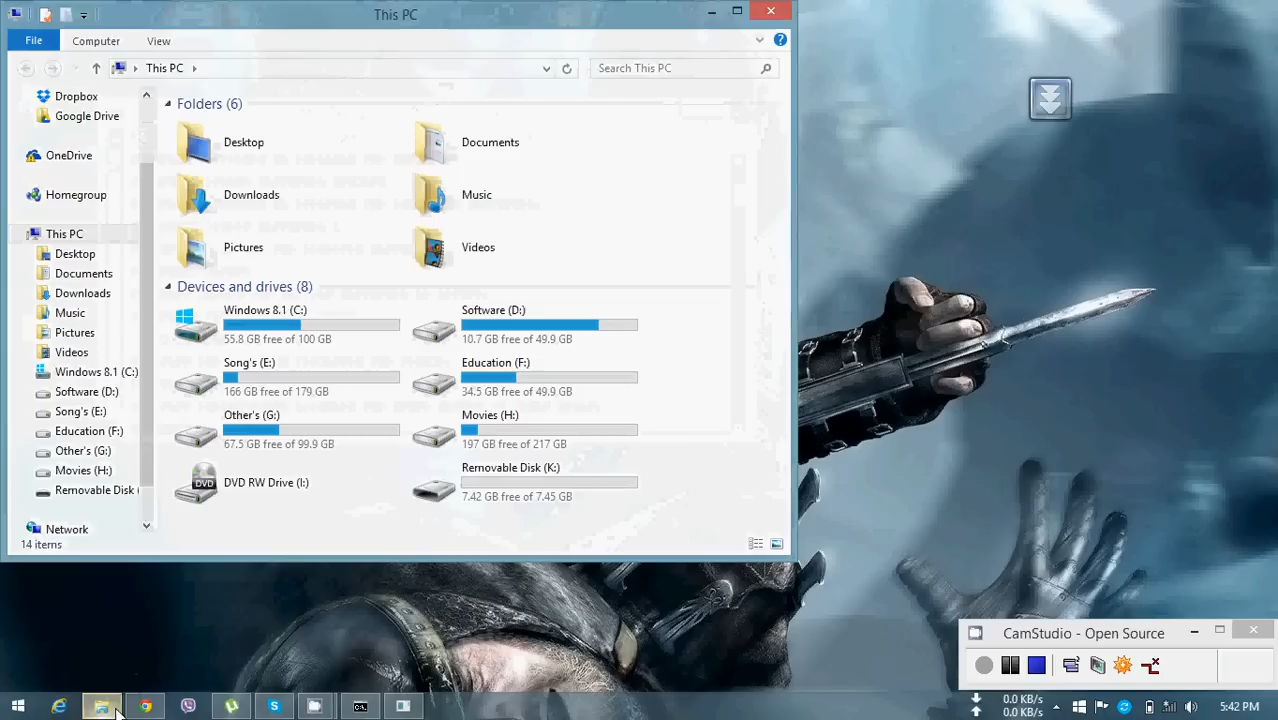 This PC
File
Computer
View
This PC
Search This PC
Dropbox
Google Drive
OneDrive
Homegroup
This PC
Desktop
Documents
Downloads
Music
Pictures
Videos
Windows 8.1 (C:)
Software (D:)
Song's (E:)
Education (F:)
Other's (G:)
Movies (H:)
Removable Disk
Network
14 items
Folders (6)
Desktop
Documents
Downloads
Music
Pictures
Videos
Devices and drives (8)
Windows 8.1 (C:)
55.8 GB free of 100 GB
Software (D:)
10.7 GB free of 49.9 GB
Song's (E:)
166 GB free of 179 GB
Education (F:)
34.5 GB free of 49.9 GB
Other's (G:)
67.5 GB free of 99.9 GB
Movies (H:)
197 GB free of 217 GB
DVD
DVD RW Drive (I:)
Removable Disk (K:)
7.42 GB free of 7.45 GB
CamStudio - Open Source
0.0 KB/s
0.0 KB/s
5:42 PM